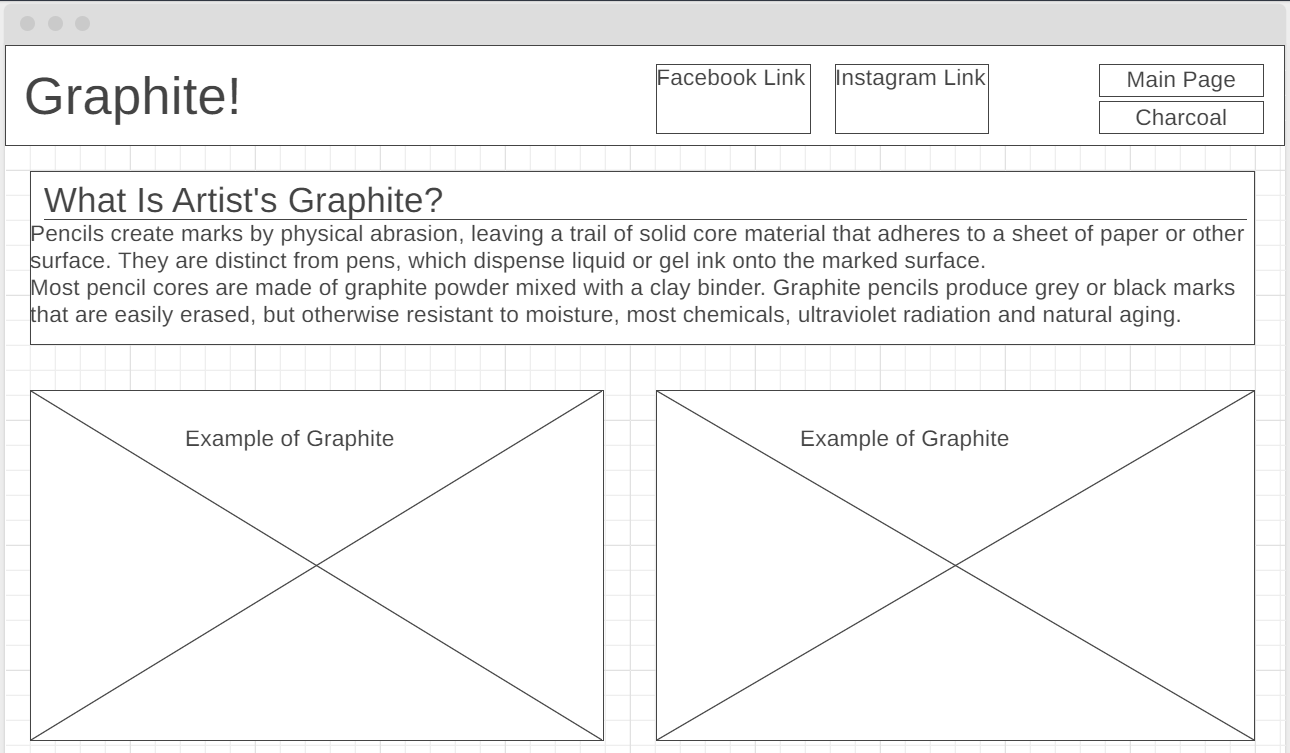 Graphite!
Facebook Link
Instagram Link
Main Page
Charcoal
What Is Artist's Graphite?
Pencils create marks by physical abrasion, leaving a trail of solid core material that adheres to a sheet of paper or other
surface. They are distinct from pens, which dispense liquid or gel ink onto the marked surface.
Most pencil cores are made of graphite powder mixed with a clay binder. Graphite pencils produce grey or black marks
that are easily erased, but otherwise resistant to moisture, most chemicals, ultraviolet radiation and natural aging.
Example of Graphite
Example of Graphite